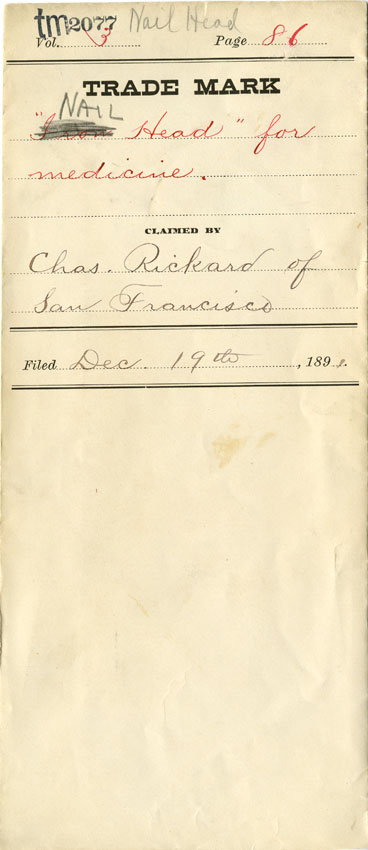 tm2077 Nail Head
Vol. 3 Page 86
TRADE MARK
NAIL
"Iron Head" for
medicine.
CLAIMED BY
Chas. Rickard of
San Francisco
Filed Dec. 19th, 189